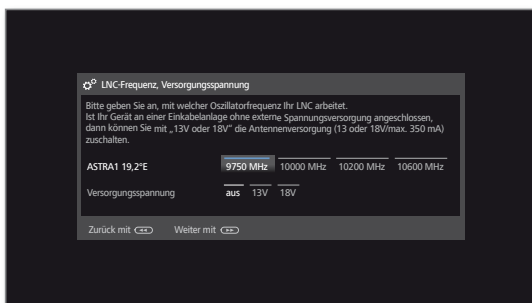 LNC-Frequenz, Versorgungsspannung
Bitte geben Sie an, mit welcher Oszillatorfrequenz Ihr LNC arbeitet.
Ist Ihr Gerät an einer Einkabelanlage ohne externe Spannungsversorgung angeschlossen,
dann können Sie mit „13V oder 18V“ die Antennenversorgung (13 oder 18V/max. 350 mA)
zuschalten.
ASTRA1 19,2°E 9750 MHz 10000 MHz 10200 MHz 10600 MHz
Versorgungsspannung aus 13V 18V
Zurück mit Weiter mit